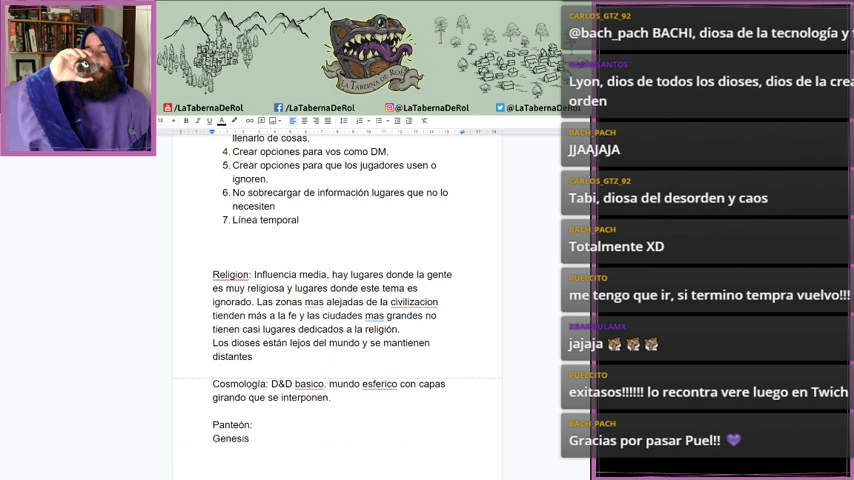 LA TABERNA DE ROL
/LaTabernaDeRol
/LaTabernaDeRol
@LaTabernaDeRol
/LaTabernaDeRol
llenarlo de cosas.
4. Crear opciones para vos como DM.
5. Crear opciones para que los jugadores usen o
ignoren.
6. No sobrecargar de información lugares que no lo
necesiten
7. Línea temporal
Religion: Influencia media, hay lugares donde la gente
es muy religiosa y lugares donde este tema es
ignorado. Las zonas mas alejadas de la civilizacion
tienden más a la fe y las ciudades mas grandes no
tienen casi lugares dedicados a la religión.
Los dioses están lejos del mundo y se mantienen
distantes
Cosmología: D&D basico. mundo esferico con capas
girando que se interponen.
Panteón:
Genesis
CARLOS_GTZ_92
@bach_pach BACHI, diosa de la tecnología y
Lyon, dios de todos los dioses, dios de la crea
orden
BACH_PACH
JJAAJAJA
CARLOS_GTZ_92
Tabi, diosa del desorden y caos
BACH_PACH
Totalmente XD
PUELCITO
me tengo que ir, si termino tempra vuelvo!!!
jajaja
PUELCITO
exitasos!!!!!! lo recontra vere luego en Twich
BACH_PACH
Gracias por pasar Puel!!